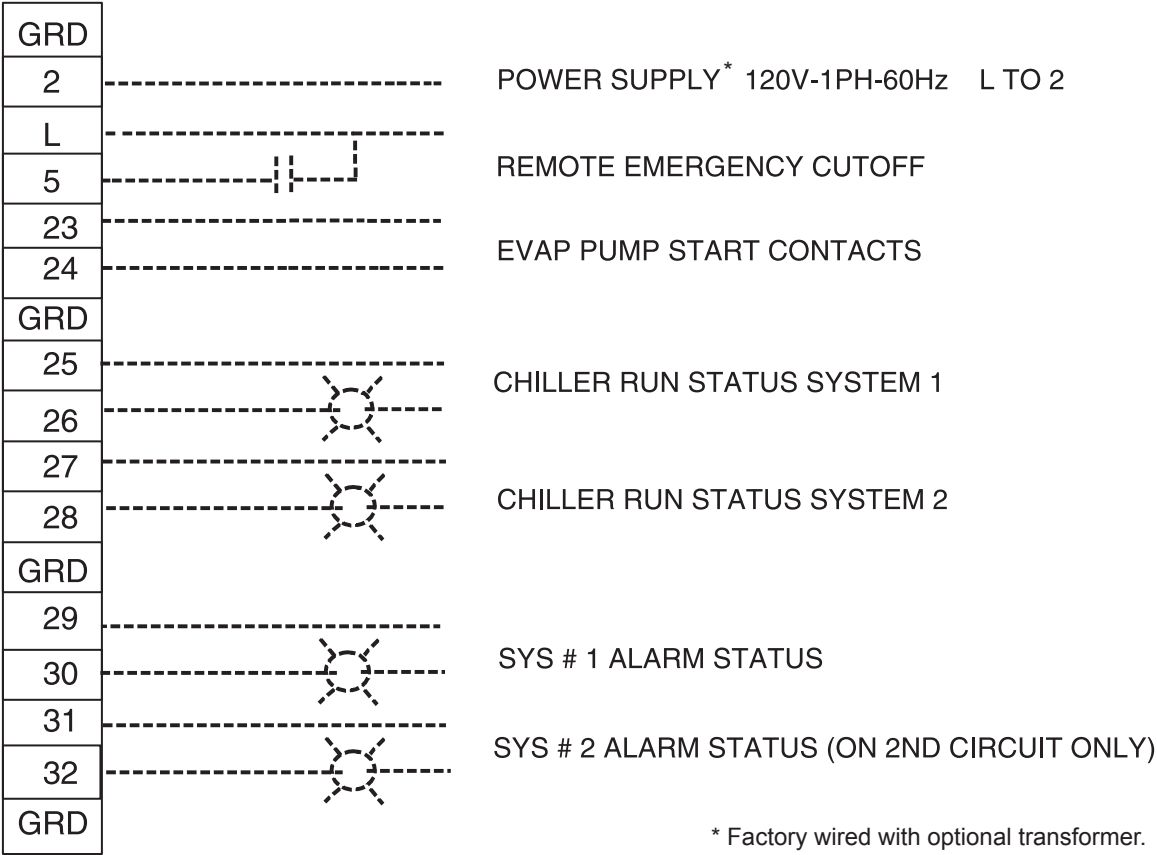 GRD
2
POWER SUPPLY* 120V-1PH-60Hz L TO 2
L
5
REMOTE EMERGENCY CUTOFF
23
24
EVAP PUMP START CONTACTS
GRD
25
26
CHILLER RUN STATUS SYSTEM 1
27
28
CHILLER RUN STATUS SYSTEM 2
GRD
29
30
SYS # 1 ALARM STATUS
31
32
SYS # 2 ALARM STATUS (ON 2ND CIRCUIT ONLY)
GRD
* Factory wired with optional transformer.